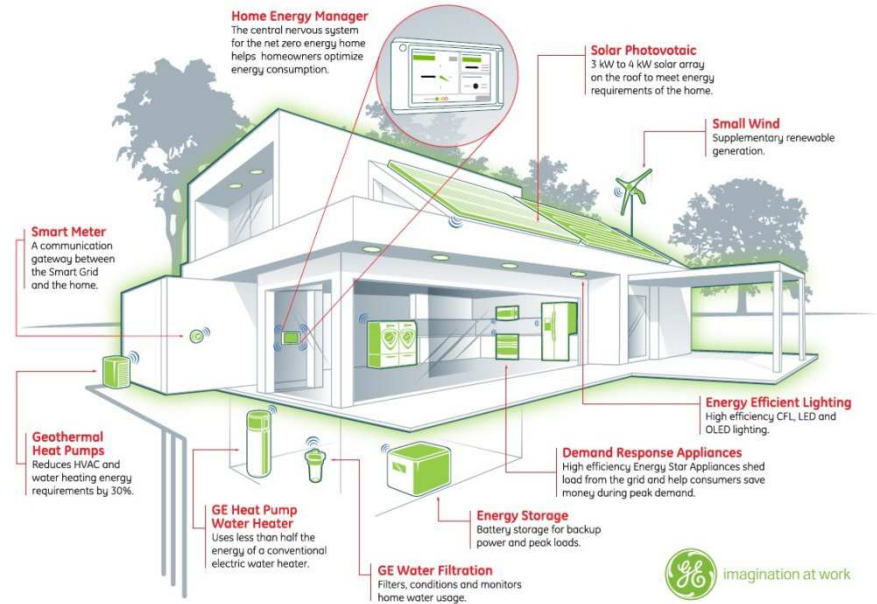 Home Energy Manager
The central nervous system
for the net zero energy home
helps homeowners optimize
energy consumption.
Solar Photovotaic
3 kW to 4 kW solar array
on the roof to meet energy
requirements of the home.
Small Wind
Supplementary renewable
generation.
Smart Meter
A communication
gateway between
the Smart Grid
and the home.
Geothermal
Heat Pumps
Reduces HVAC and
water heating energy
requirements by 30%.
GE Heat Pump
Water Heater
Uses less than half the
energy of a conventional
electric water heater.
GE Water Filtration
Filters, conditions and monitors
home water usage.
Energy Storage
Battery storage for backup
power and peak loads.
Demand Response Appliances
High efficiency Energy Star Appliances shed
load from the grid and help consumers save
money during peak demand.
Energy Efficient Lighting
High efficiency CFL, LED and
OLED lighting.
GE
imagination at work